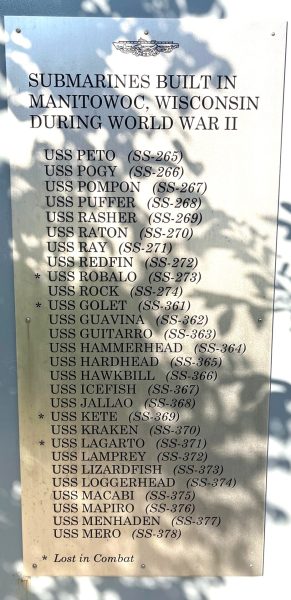 SUBMARINES BUILT IN
MANITOWOC, WISCONSIN
DURING WORLD WAR II
USS PETO (SS-265)
USS POGY (SS-266)
USS POMPON (SS-267)
USS PUFFER (SS-268)
USS RASHER (SS-269)
USS RATON (SS-270)
USS RAY (SS-271)
USS REDFIN (SS-272)
* USS ROBALO (SS-273)
USS ROCK (SS-274)
* USS GOLET (SS-361)
USS GUAVINA (SS-362)
USS GUITARRO (SS-363)
USS HAMMERHEAD (SS-364)
USS HARDHEAD (SS-365)
USS HAWKBILL (SS-366)
USS ICEFISH (SS-367)
USS JALLAO (SS-368)
* USS KETE (SS-369)
USS KRAKEN (SS-370)
* USS LAGARTO (SS-371)
USS LAMPREY (SS-372)
USS LIZARDFISH (SS-373)
USS LOGGERHEAD (SS-374)
USS MACABI (SS-375)
USS MAPIRO (SS-376)
USS MENHADEN (SS-377)
USS MERO (SS-378)
* Lost in Combat